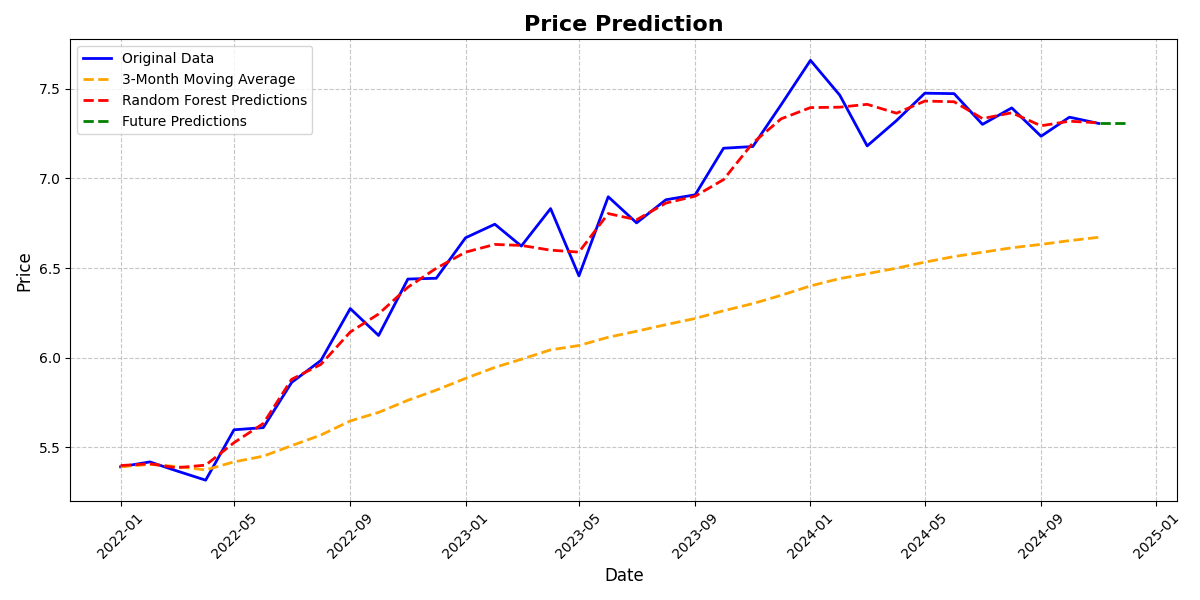 Price Prediction
Original Data
3-Month Moving Average
Random Forest Predictions
Future Predictions
Price
7.5
7.0
6.5
6.0
5.5
2022-01
2022-05
2022-09
2023-01
2023-05
2023-09
2024-01
2024-05
2024-09
2025-01
Date